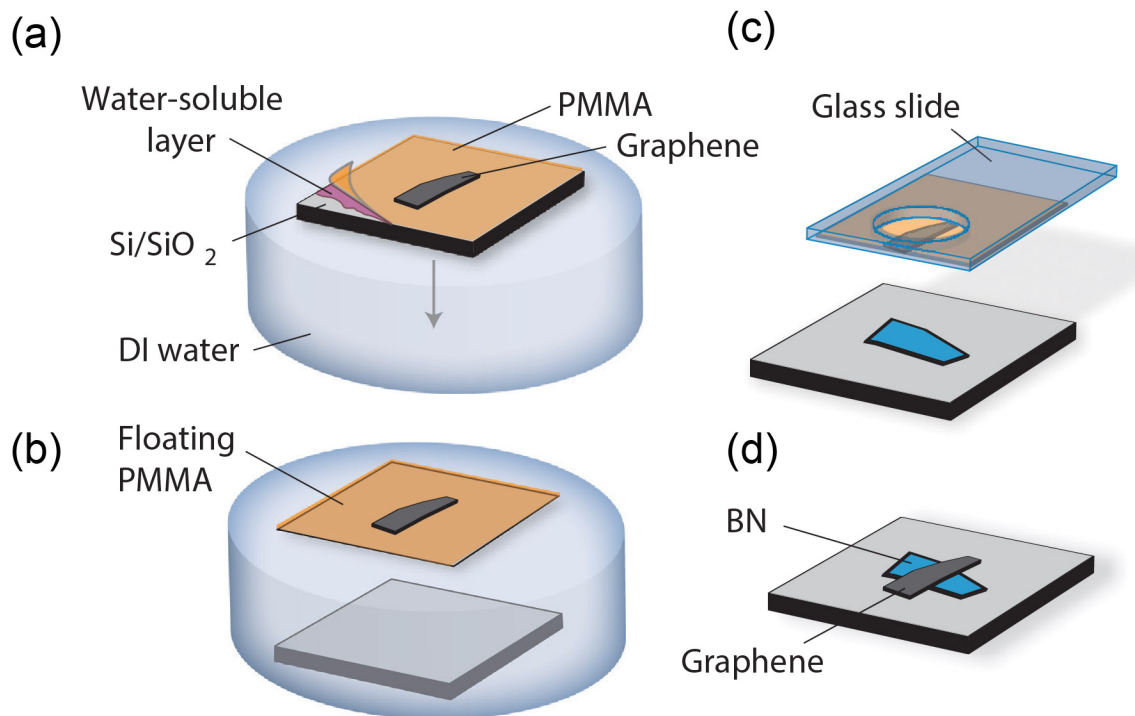 (a)
Water-soluble
layer
PMMA
Graphene
Si/SiO 2
DI water
(b)
Floating
PMMA
(c)
Glass slide
(d)
BN
Graphene